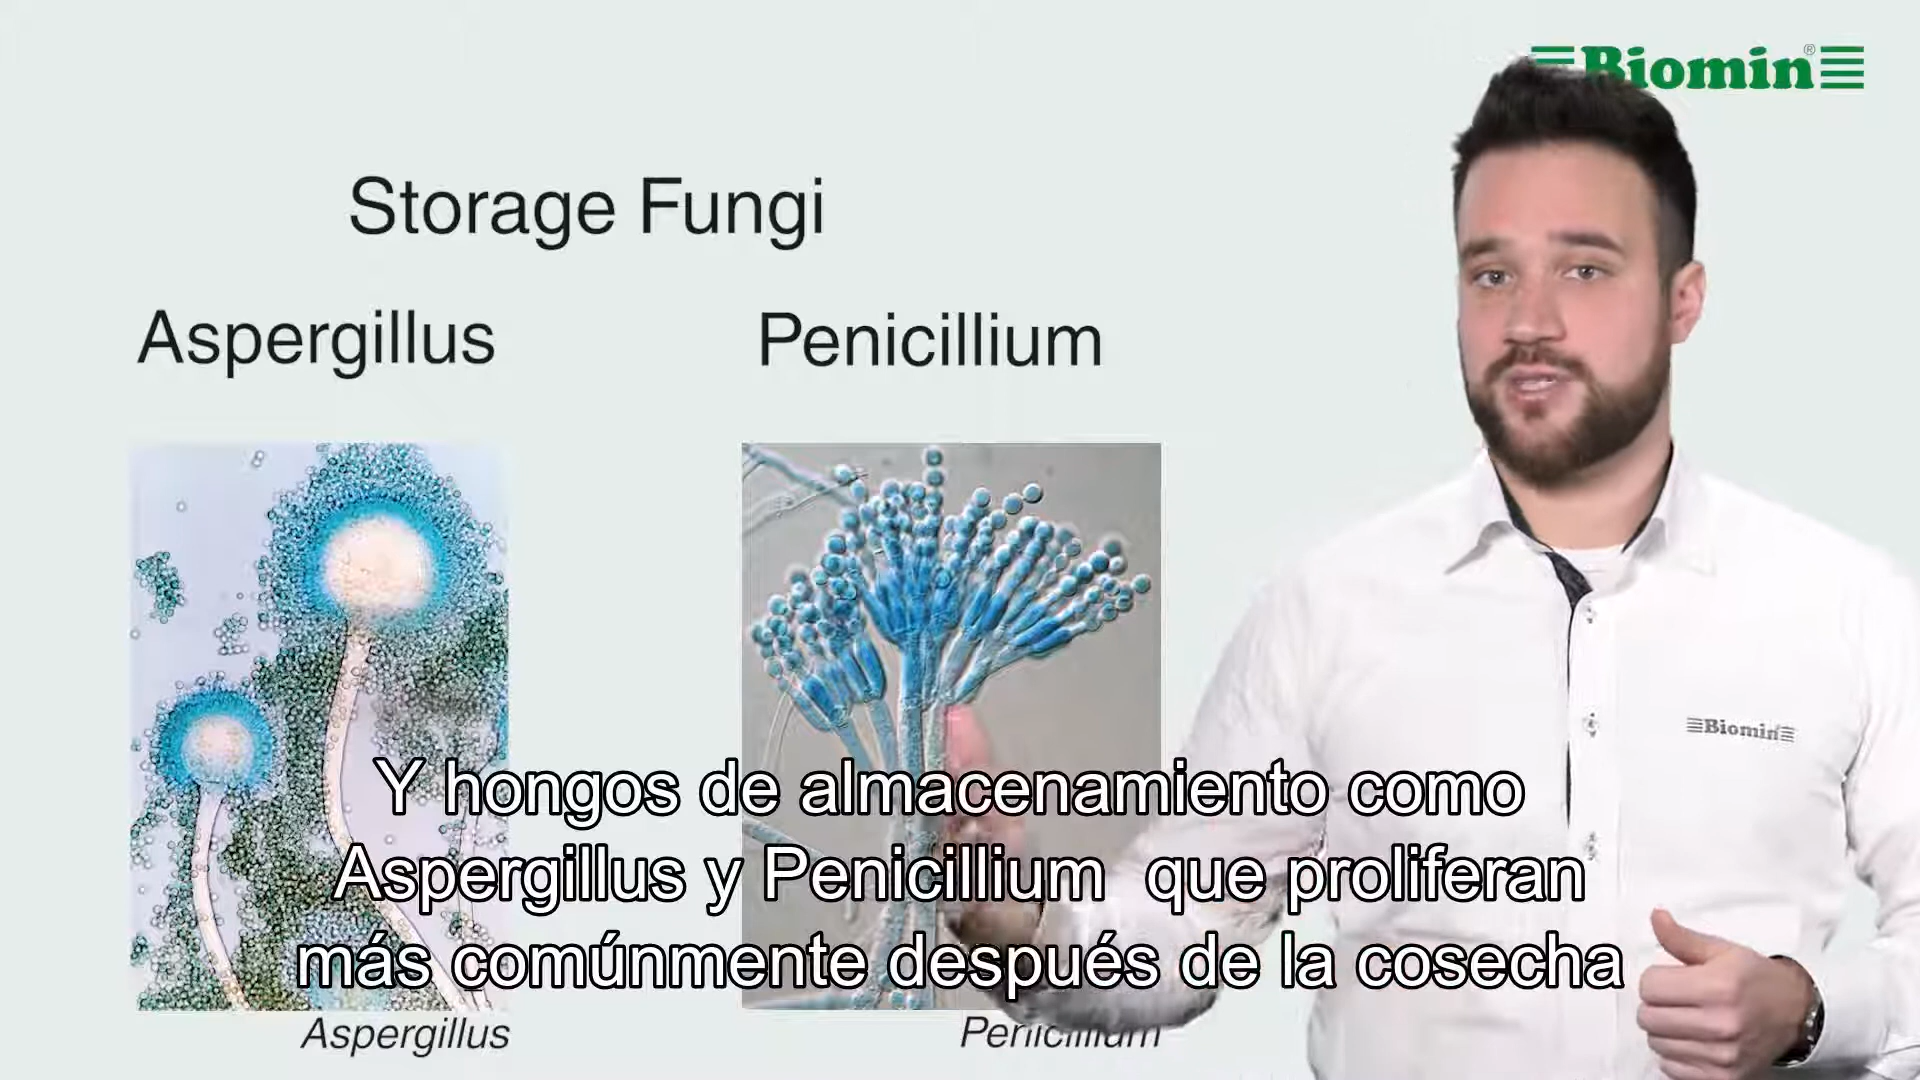 Biomin®
Storage Fungi
Aspergillus
Penicillium
Biomin
Y hongos de almacenamiento como
Aspergillus y Penicillium que proliferan
más comúnmente después de la cosecha
Aspergillus
Penicillium